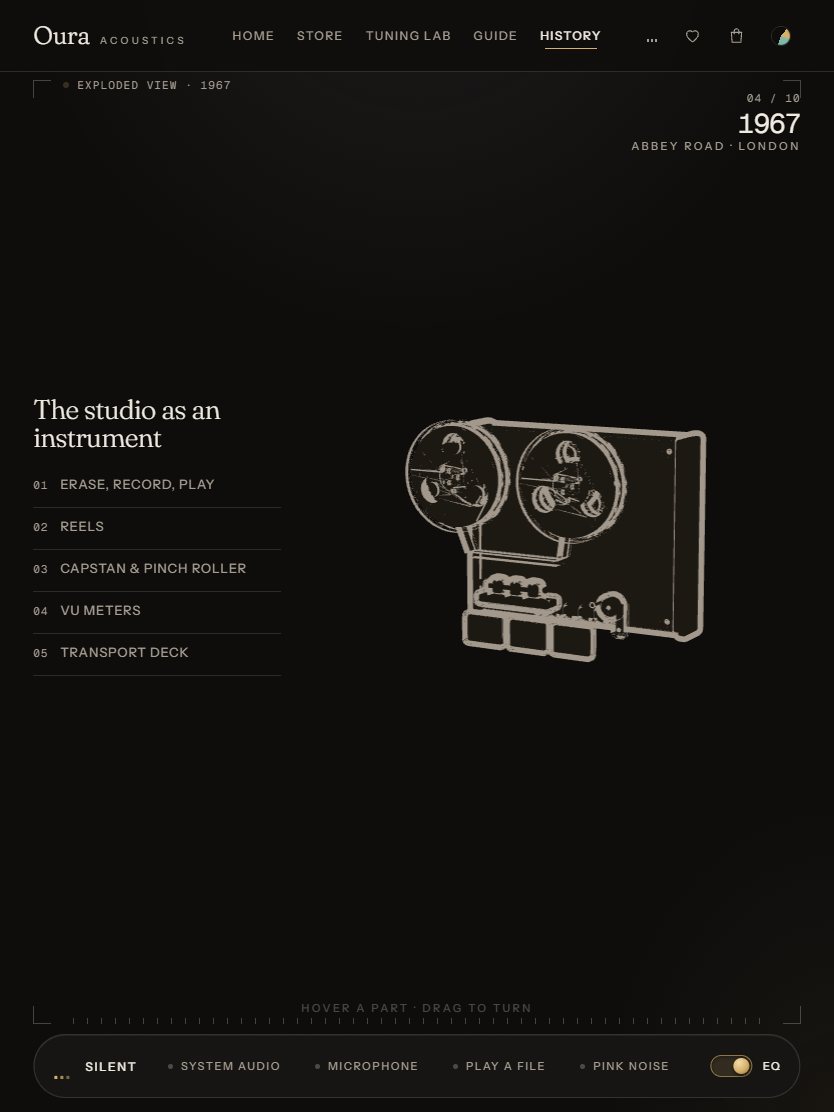 Oura ACOUSTICS HOME STORE TUNING LAB GUIDE HISTORY
EXPLODED VIEW · 1967
04 / 10
1967
ABBEY ROAD · LONDON
The studio as an
instrument
01 ERASE, RECORD, PLAY
02 REELS
03 CAPSTAN & PINCH ROLLER
04 VU METERS
05 TRANSPORT DECK
HOVER A PART · DRAG TO TURN
SILENT SYSTEM AUDIO MICROPHONE PLAY A FILE PINK NOISE EQ